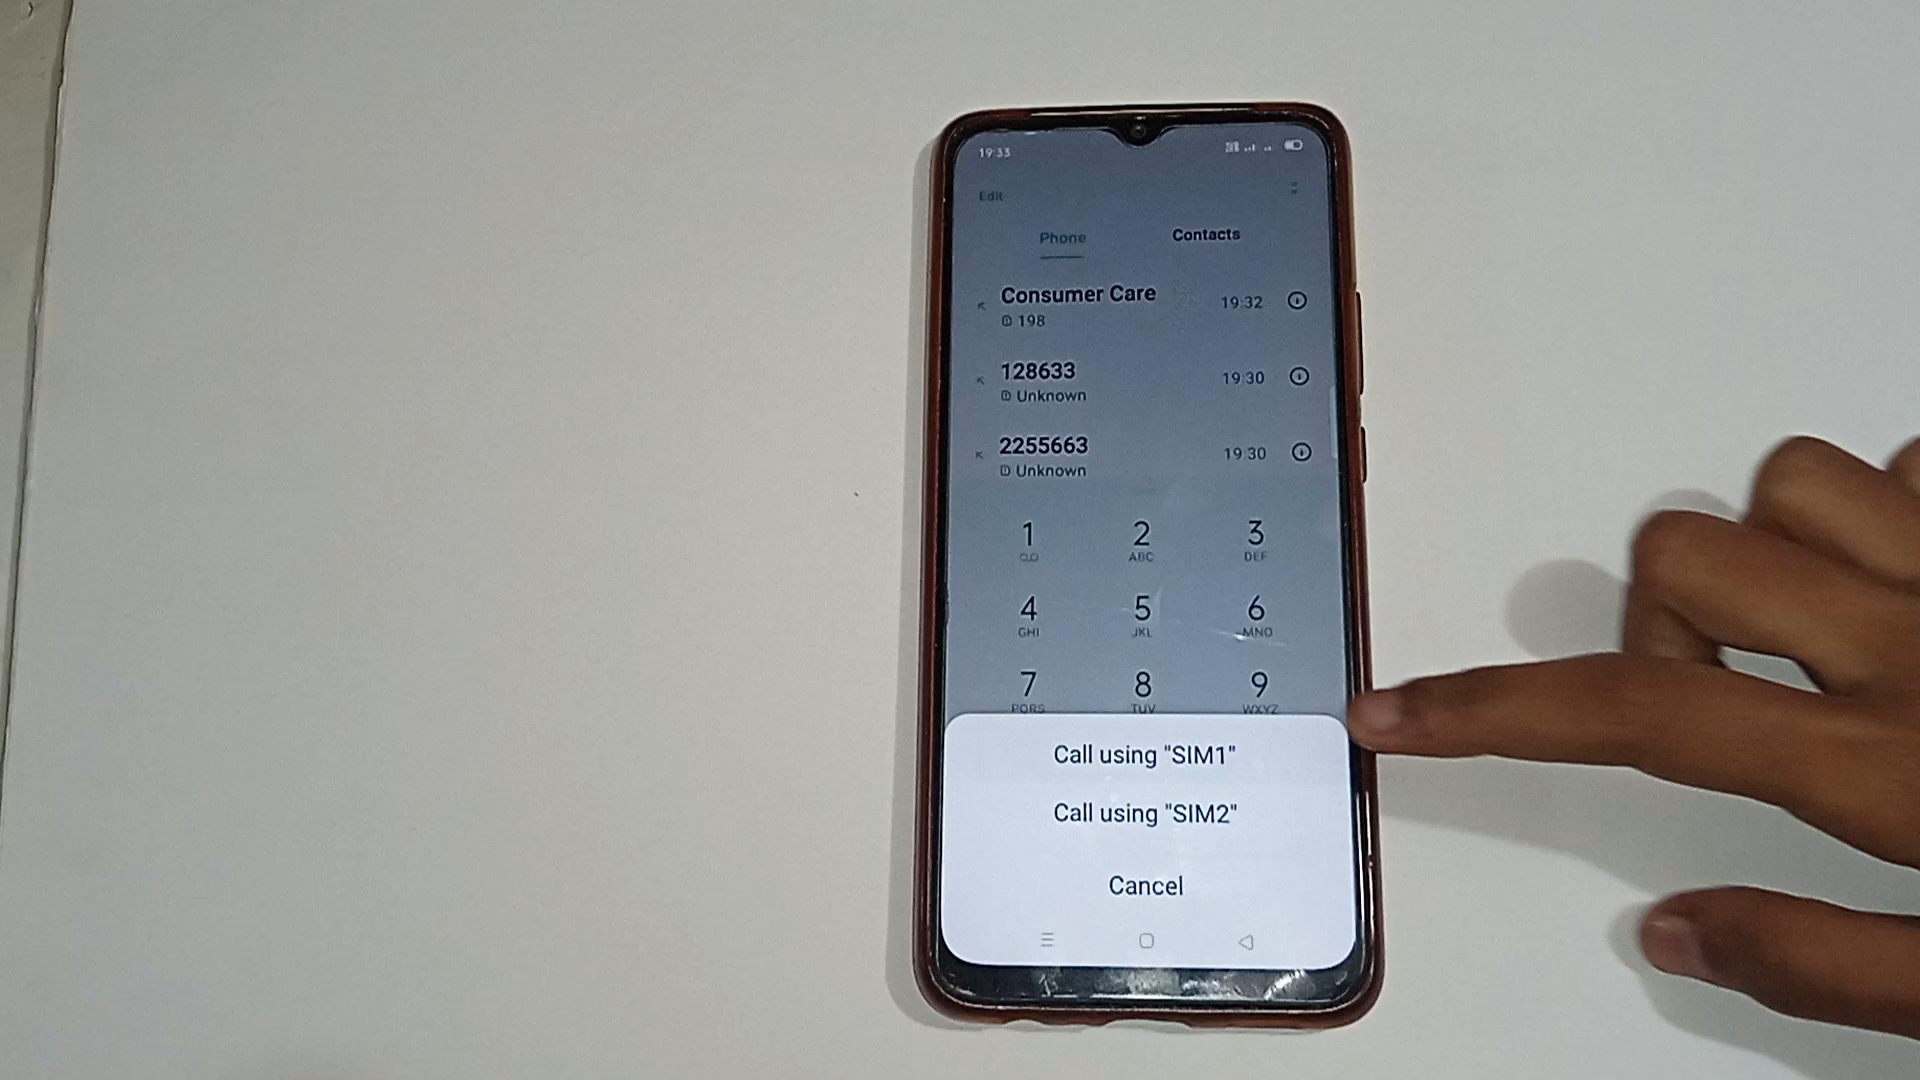 19:33
Edit
Phone Contacts
Consumer Care 19:32
198
128633 19:30
Unknown
2255663 19:30
Unknown
1 2 3
ABC DEF
4 5 6
GHI JKL MNO
7 8 9
PQRS TUV WXYZ
Call using "SIM1"
Call using "SIM2"
Cancel